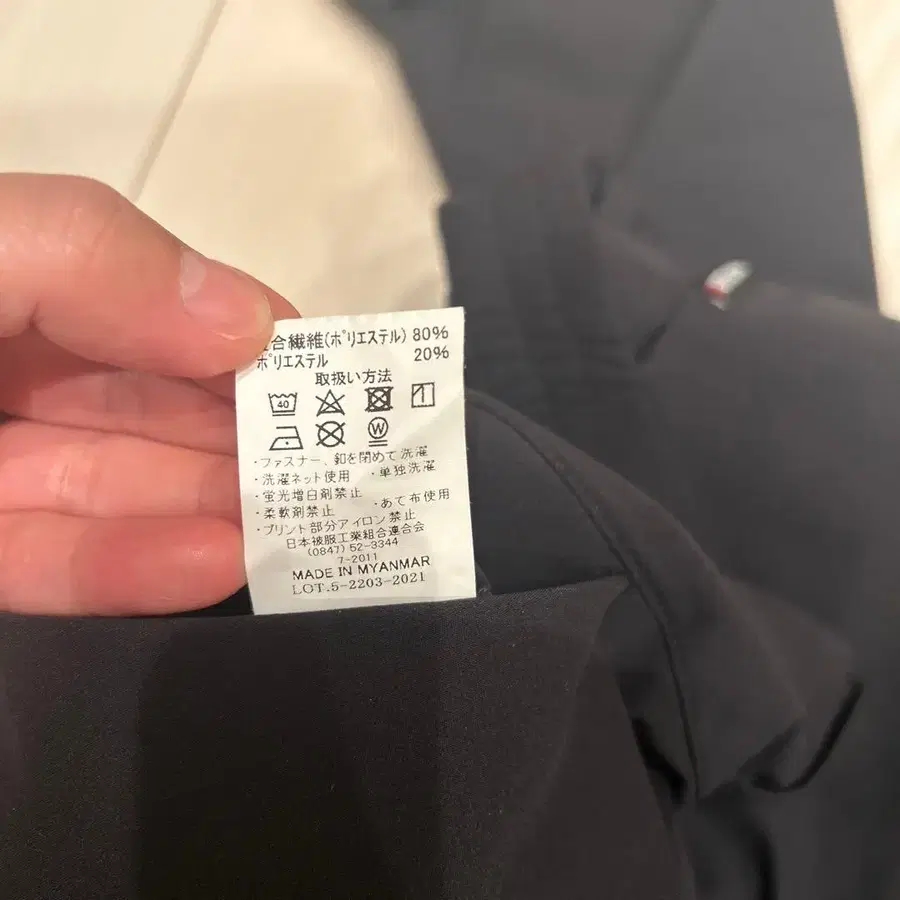 合繊維(ポリエステル) 80%
ポリエステル 20%
取扱い方法
40
W
・ファスナー、釦を閉めて洗濯
・洗濯ネット使用 ・単独洗濯
・蛍光増白剤禁止
・柔軟剤禁止 ・あて布使用
・プリント部分アイロン禁止
日本被服工業組合連合会
(0847) 52-3344
7-2011
MADE IN MYANMAR
LOT.5-2203-2021